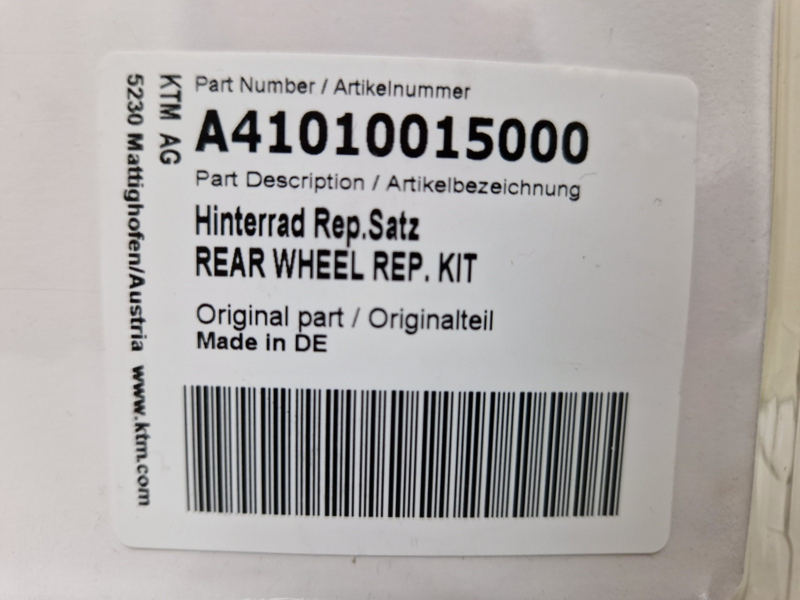 KTM AG
5230 Mattighofen/Austria www.ktm.com
Part Number / Artikelnummer
A41010015000
Part Description / Artikelbezeichnung
Hinterrad Rep.Satz
REAR WHEEL REP. KIT
Original part / Originalteil
Made in DE